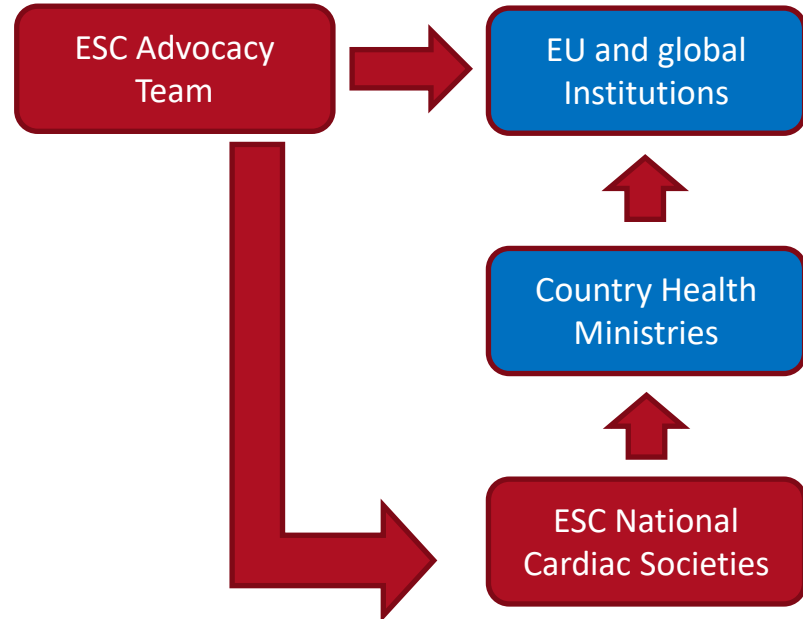 ESC Advocacy
Team
EU and global
Institutions
Country Health
Ministries
ESC National
Cardiac Societies